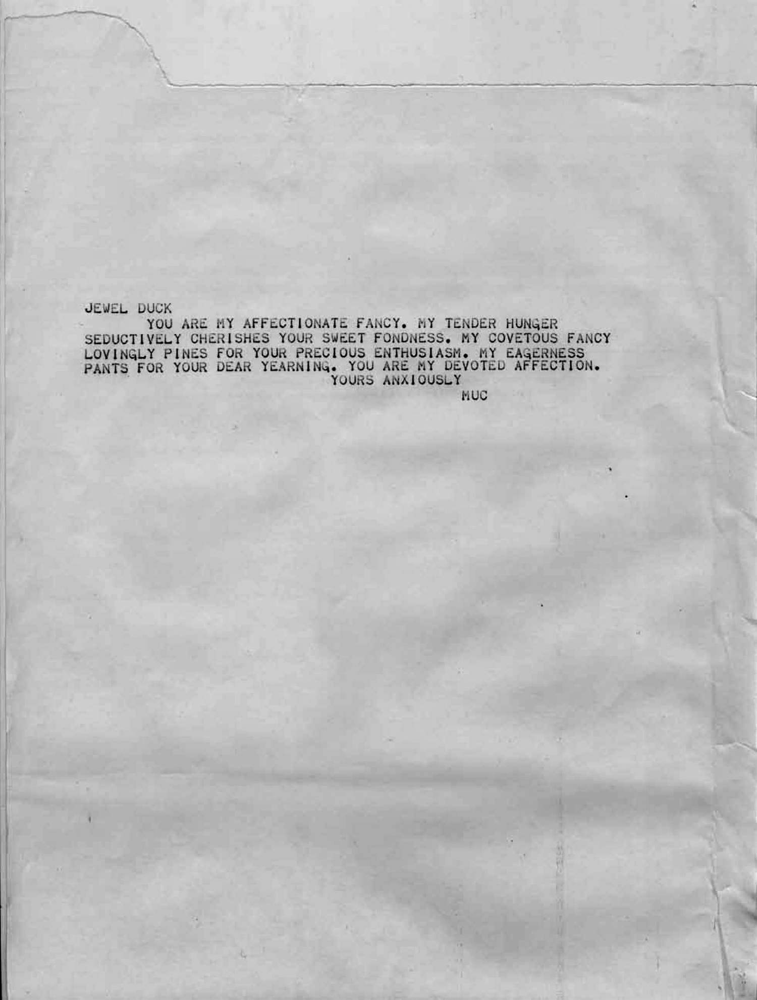 JEWEL DUCK
YOU ARE MY AFFECTIONATE FANCY. MY TENDER HUNGER
SEDUCTIVELY CHERISHES YOUR SWEET FONDNESS. MY COVETOUS FANCY
LOVINGLY PINES FOR YOUR PRECIOUS ENTHUSIASM. MY EAGERNESS
PANTS FOR YOUR DEAR YEARNING. YOU ARE MY DEVOTED AFFECTION.
YOURS ANXIOUSLY
MUC